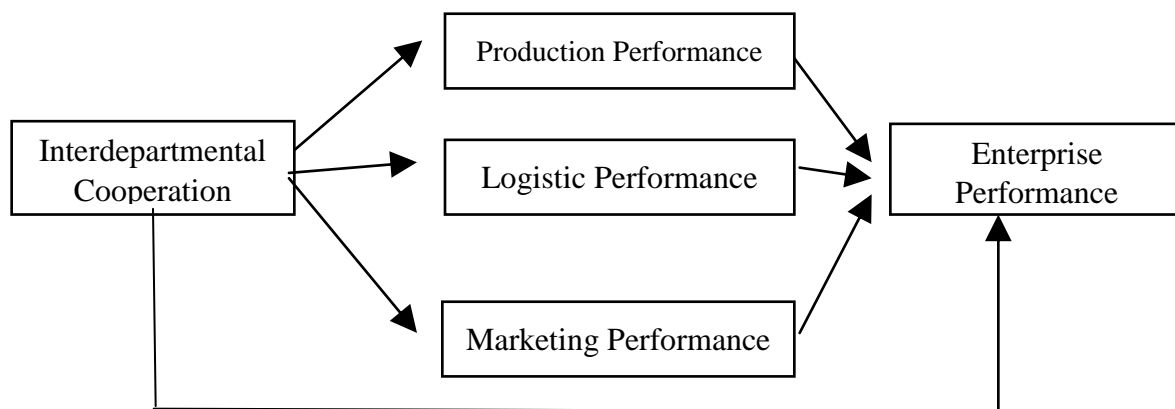 Production Performance
Interdepartmental
Cooperation
Logistic Performance
Enterprise
Performance
Marketing Performance